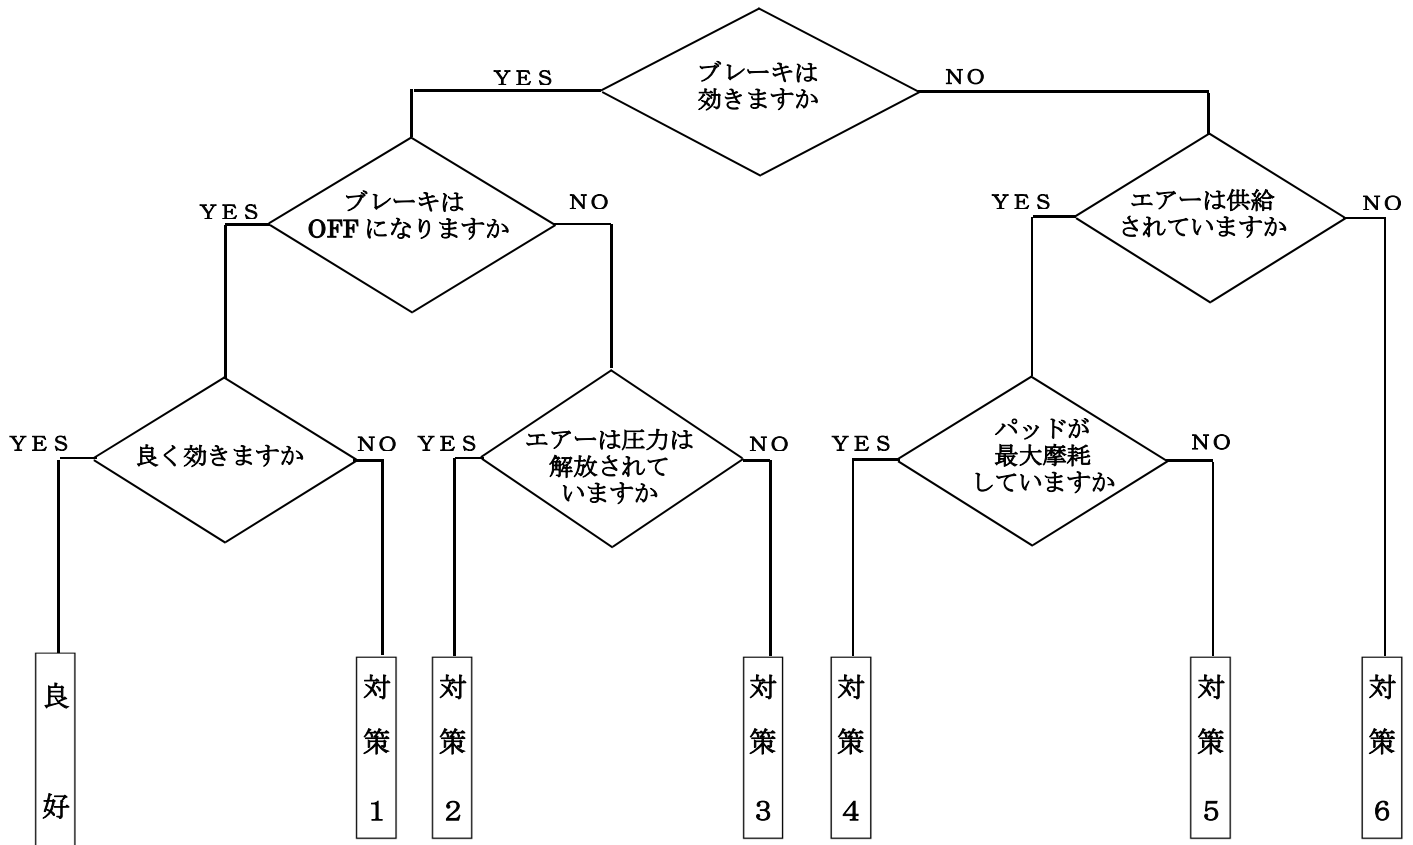 ブレーキは
効きますか
YES
NO
ブレーキは
OFFになりますか
YES
NO
エアーは供給
されていますか
YES
NO
良く効きますか
YES
NO
エアーは圧力は
解放されて
いますか
YES
NO
パッドが
最大摩耗
していますか
YES
NO
良好
対策1
対策2
対策3
対策4
対策5
対策6